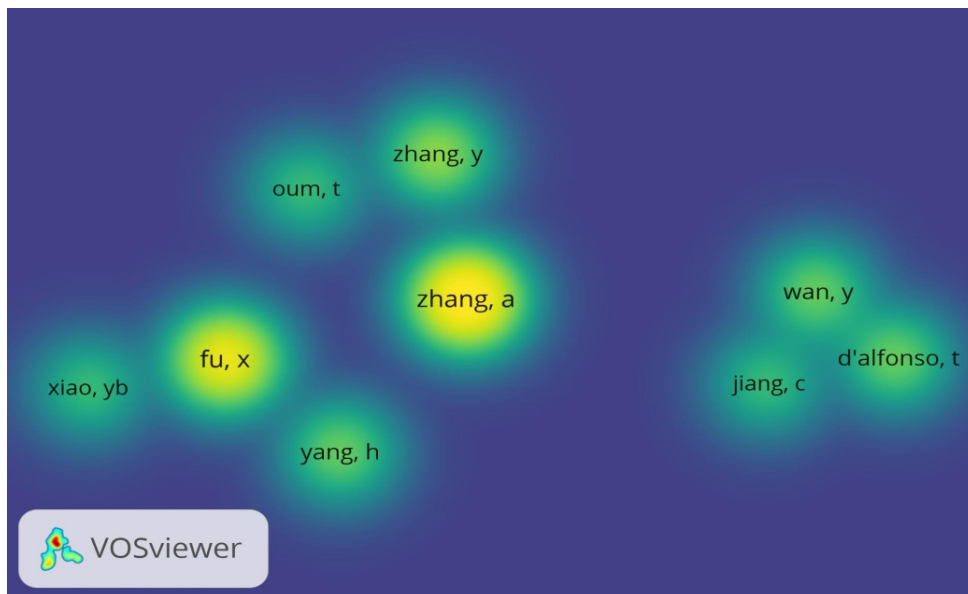 zhang, y
oum, t
zhang, a
wan, y
fu, x
d'alfonso, t
xiao, yb
jiang, c
yang, h
VOSviewer